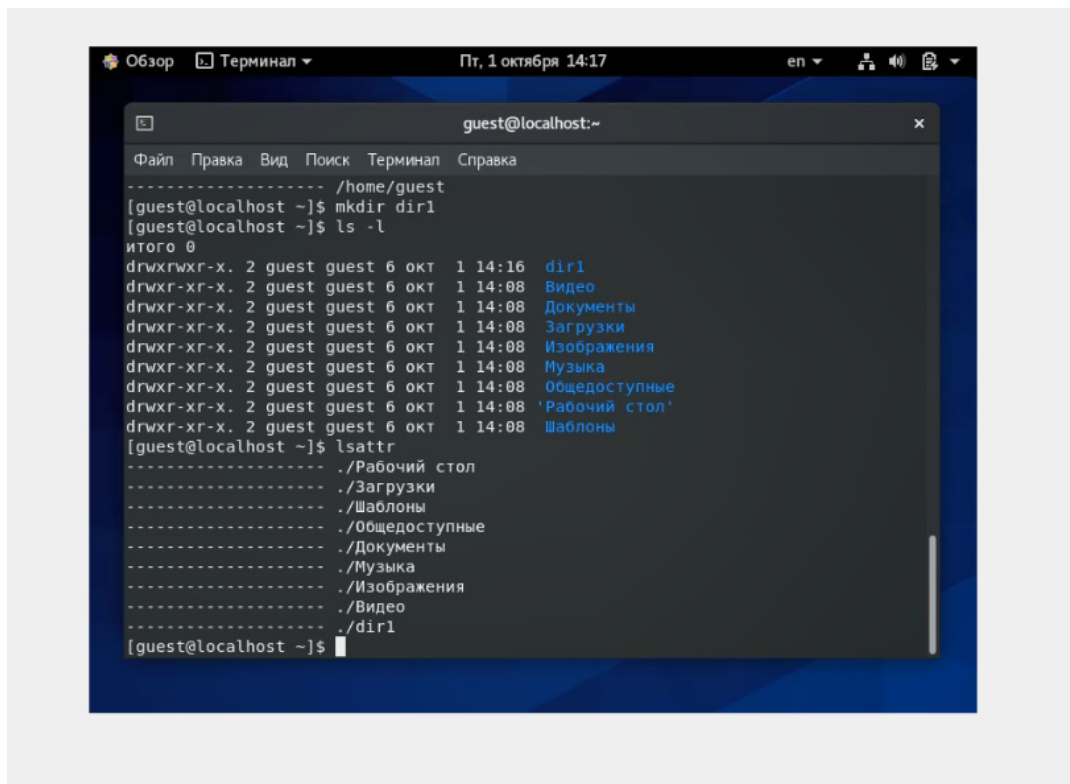 Обзор Терминал Пт, 1 октября 14:17 en
guest@localhost:~ ×
Файл Правка Вид Поиск Терминал Справка
-------------------- /home/guest
[guest@localhost ~]$ mkdir dir1
[guest@localhost ~]$ ls -l
итого 0
drwxrwxr-x. 2 guest guest 6 окт 1 14:16 dir1
drwxr-xr-x. 2 guest guest 6 окт 1 14:08 Видео
drwxr-xr-x. 2 guest guest 6 окт 1 14:08 Документы
drwxr-xr-x. 2 guest guest 6 окт 1 14:08 Загрузки
drwxr-xr-x. 2 guest guest 6 окт 1 14:08 Изображения
drwxr-xr-x. 2 guest guest 6 окт 1 14:08 Музыка
drwxr-xr-x. 2 guest guest 6 окт 1 14:08 Общедоступные
drwxr-xr-x. 2 guest guest 6 окт 1 14:08 'Рабочий стол'
drwxr-xr-x. 2 guest guest 6 окт 1 14:08 Шаблоны
[guest@localhost ~]$ lsattr
-------------------- ./Рабочий стол
-------------------- ./Загрузки
-------------------- ./Шаблоны
-------------------- ./Общедоступные
-------------------- ./Документы
-------------------- ./Музыка
-------------------- ./Изображения
-------------------- ./Видео
-------------------- ./dir1
[guest@localhost ~]$